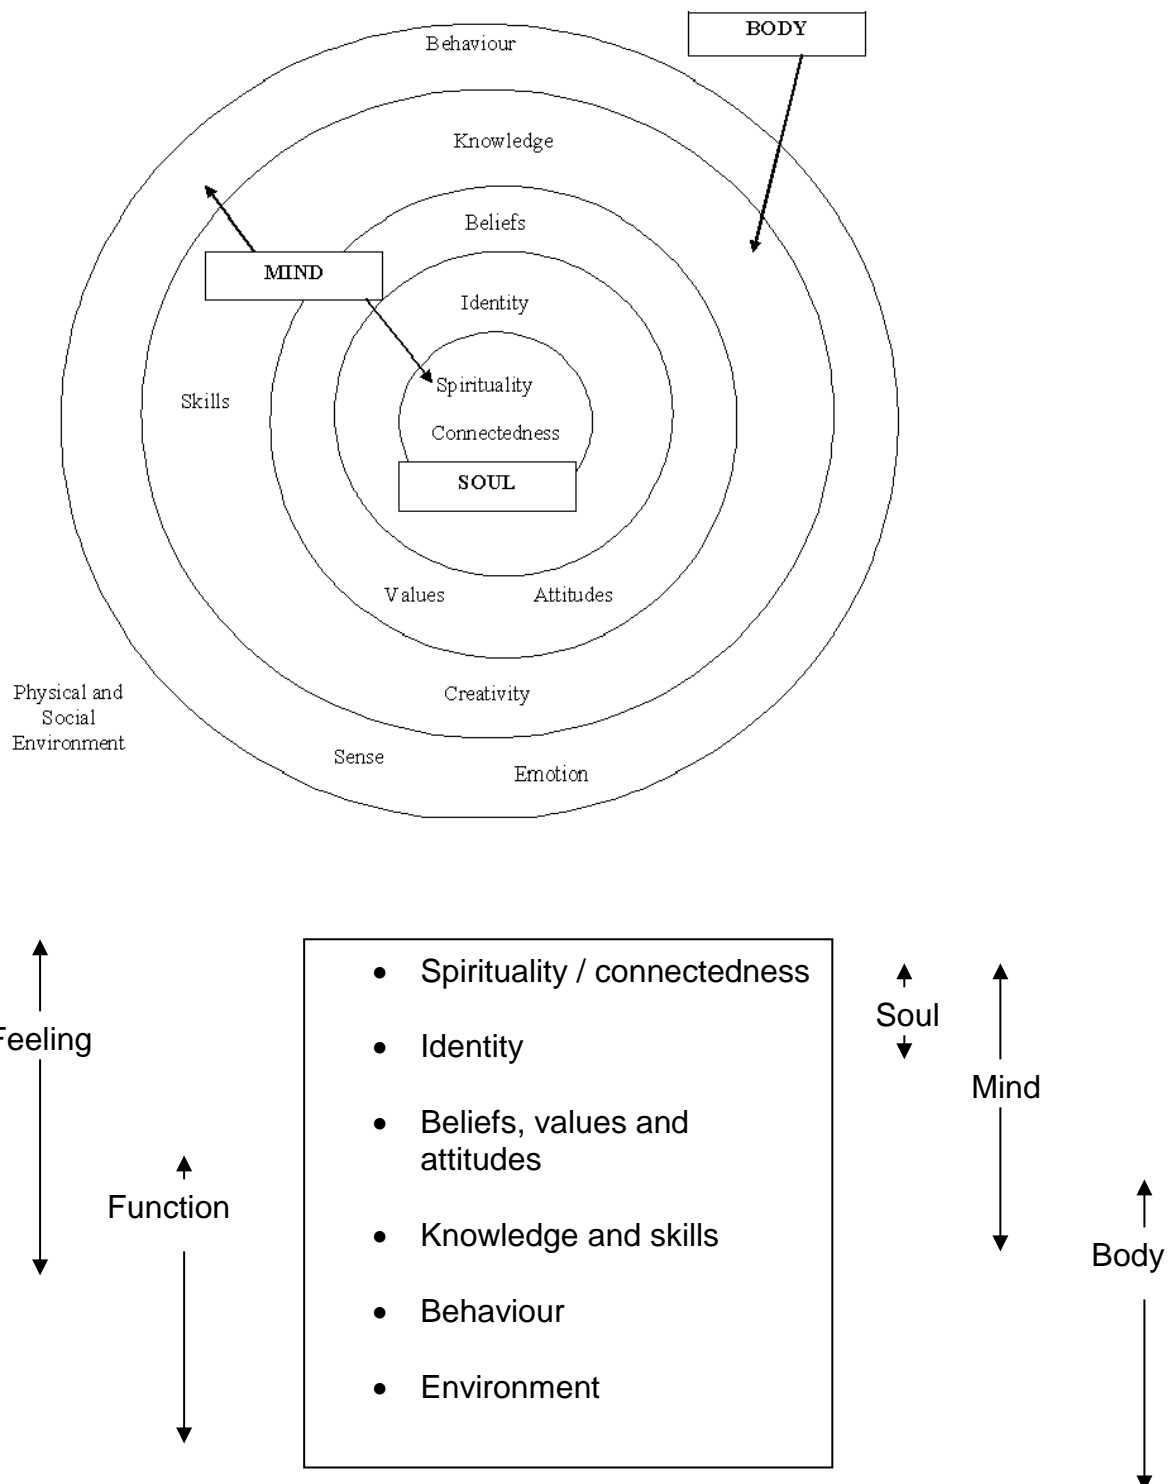 BODY
Behaviour
Knowledge
Beliefs
MIND
Identity
Spirituality
Skills
Connectedness
SOUL
Values
Attitudes
Physical and
Social
Environment
Creativity
Sense
Emotion
• Spirituality / connectedness
• Identity
• Beliefs, values and
attitudes
• Knowledge and skills
• Behaviour
• Environment
Feeling
Function
Soul
Mind
Body